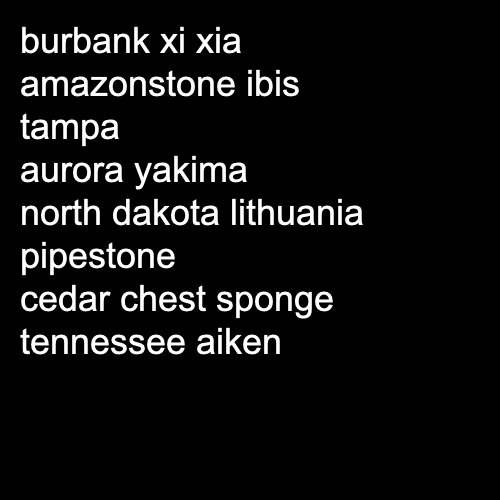 burbank xi xia
amazonstone ibis
tampa
aurora yakima
north dakota lithuania
pipestone
cedar chest sponge
tennessee aiken